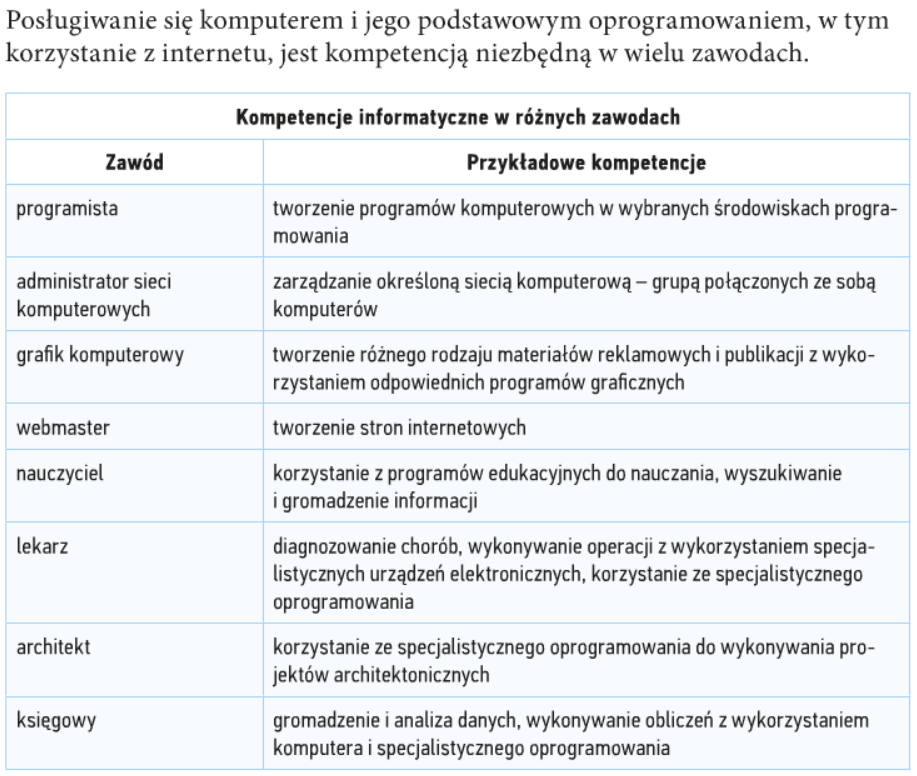 Posługiwanie się komputerem i jego podstawowym oprogramowaniem, w tym
korzystanie z internetu, jest kompetencją niezbędną w wielu zawodach.
Kompetencje informatyczne w różnych zawodach
Zawód Przykładowe kompetencje
programista tworzenie programów komputerowych w wybranych środowiskach progra-
mowania
administrator sieci zarządzanie określoną siecią komputerową – grupą połączonych ze sobą
komputerowych komputerów
grafik komputerowy tworzenie różnego rodzaju materiałów reklamowych i publikacji z wyko-
rzystaniem odpowiednich programów graficznych
webmaster tworzenie stron internetowych
nauczyciel korzystanie z programów edukacyjnych do nauczania, wyszukiwanie
i gromadzenie informacji
lekarz diagnozowanie chorób, wykonywanie operacji z wykorzystaniem specja-
listycznych urządzeń elektronicznych, korzystanie ze specjalistycznego
oprogramowania
architekt korzystanie ze specjalistycznego oprogramowania do wykonywania pro-
jektów architektonicznych
księgowy gromadzenie i analiza danych, wykonywanie obliczeń z wykorzystaniem
komputera i specjalistycznego oprogramowania